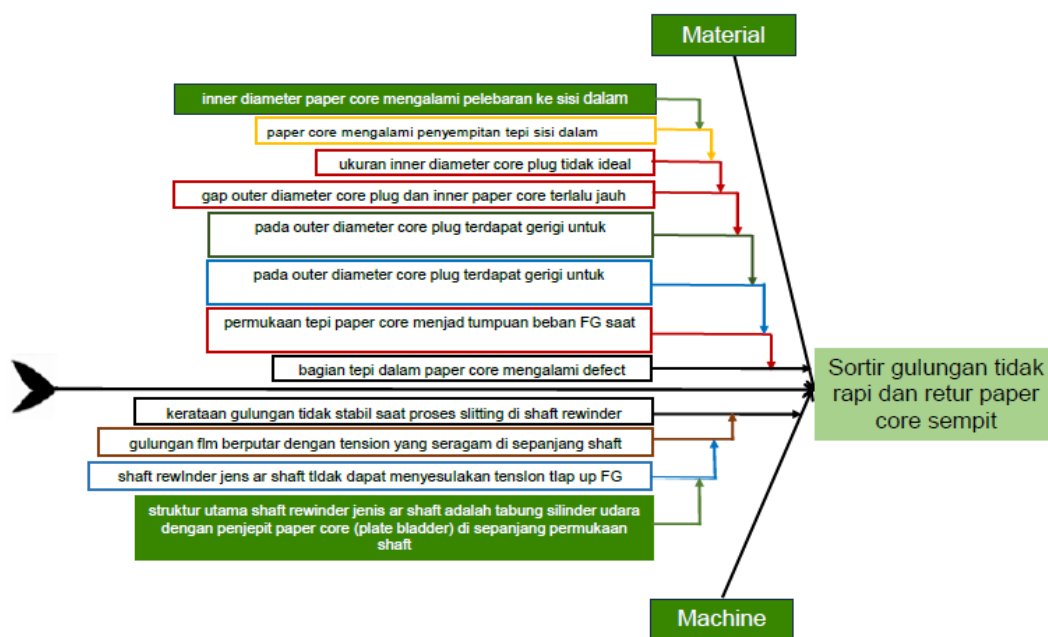 Material
inner diameter paper core mengalami pelebaran ke sisi dalam
paper core mengalami penyempitan tepi sisi dalam
ukuran inner diameter core plug tidak ideal
gap outer diameter core plug dan inner paper core terlalu jauh
pada outer diameter core plug terdapat gerigi untuk
pada outer diameter core plug terdapat gerigi untuk
permukaan tepi paper core menjad tumpuan beban FG saat
bagian tepi dalam paper core mengalami defect
Sortir gulungan tidak
rapi dan retur paper
core sempit
kerataan gulungan tidak stabil saat proses slitting di shaft rewinder
gulungan flm berputar dengan tension yang seragam di sepanjang shaft
shaft rewInder jens ar shaft tIdak dapat menyesulakan tensIon tIap up FG
struktur utama shaft rewinder jenis ar shaft adalah tabung silinder udara
dengan penjepit paper core (plate bladder) di sepanjang permukaan
shaft
Machine